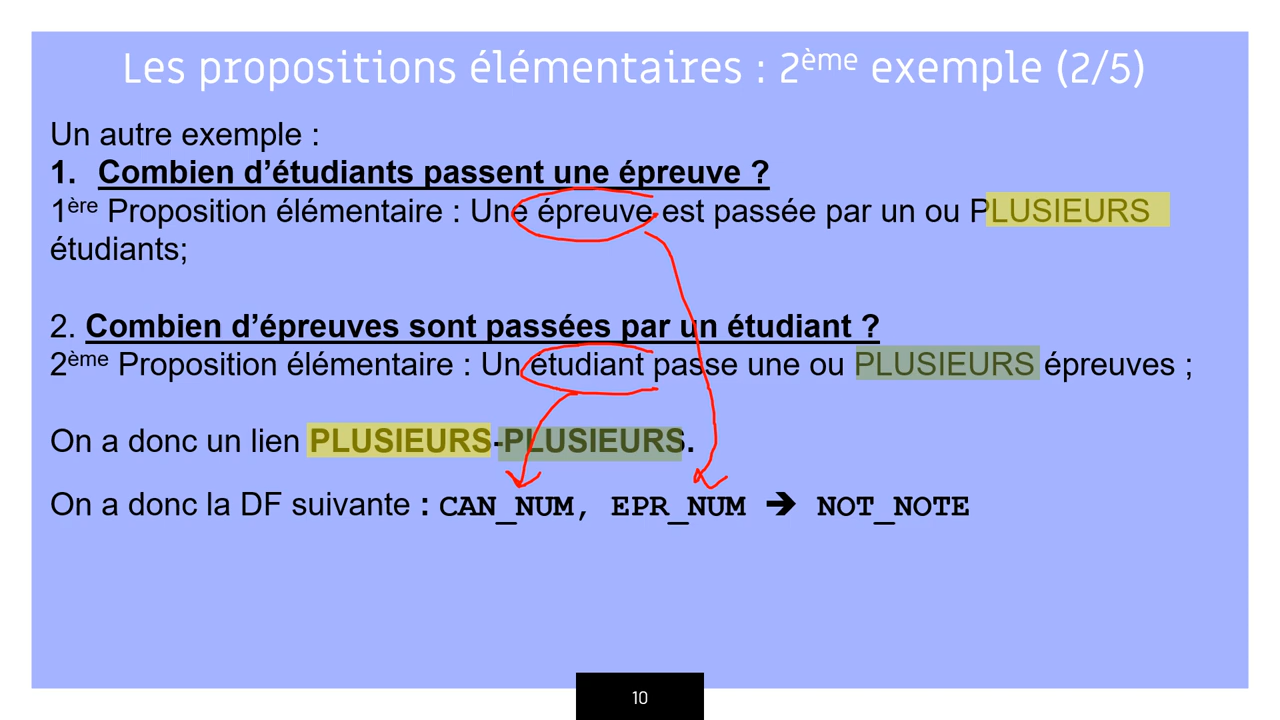 Les propositions élémentaires : 2ème exemple (2/5)
Un autre exemple :
1. Combien d’étudiants passent une épreuve ?
1ère Proposition élémentaire : Une épreuve est passée par un ou PLUSIEURS
étudiants;
2. Combien d’épreuves sont passées par un étudiant ?
2ème Proposition élémentaire : Un étudiant passe une ou PLUSIEURS épreuves ;
On a donc un lien PLUSIEURS-PLUSIEURS.
On a donc la DF suivante : CAN_NUM, EPR_NUM ➔ NOT_NOTE
10